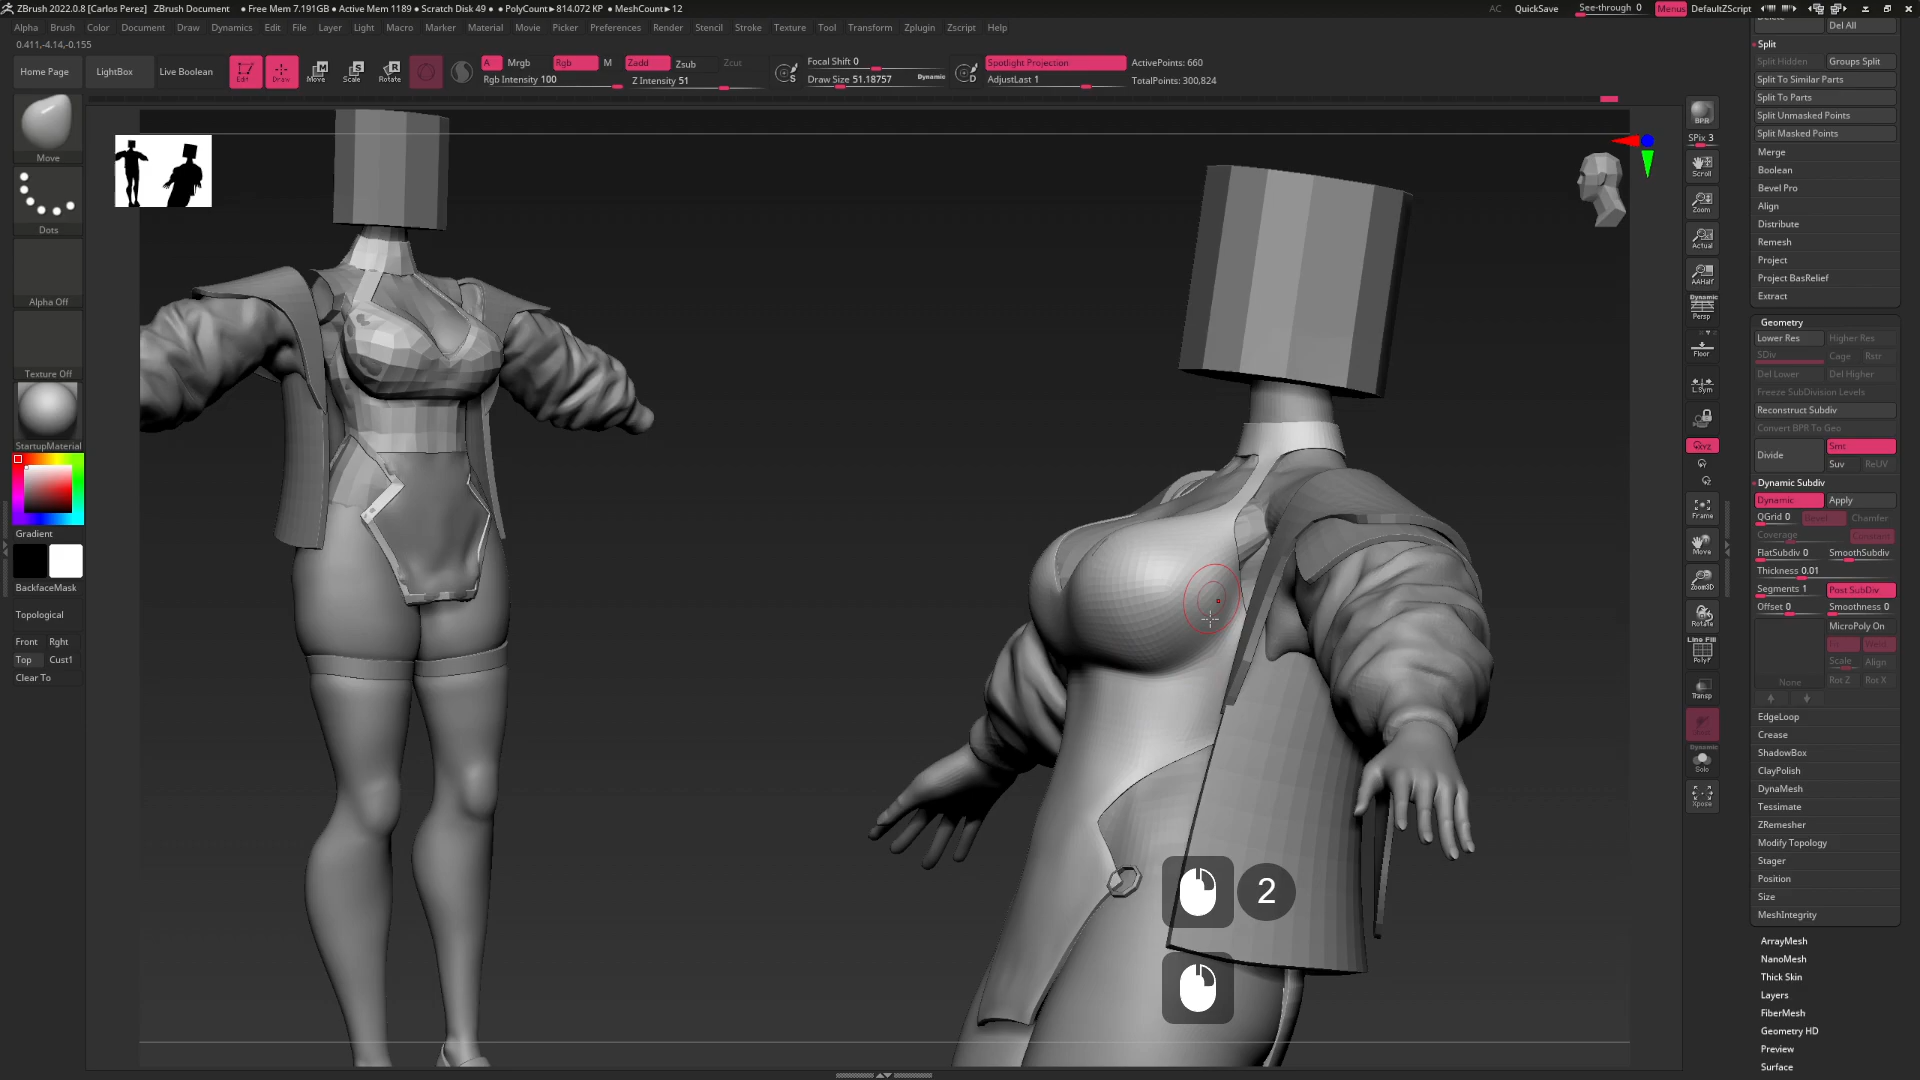 ZBrush 2022.0.8 [Carlos Perez] ZBrush Document • Free Mem 7.191GB • Active Mem 1189 • Scratch Disk 49 • PolyCount▸ 814.072 KP • MeshCount▸ 12
AC QuickSave See-through 0 Menus DefaultZScript
Alpha Brush Color Document Draw Dynamics Edit File Layer Light Macro Marker Material Movie Picker Preferences Render Stencil Stroke Texture Tool Transform Zplugin Zscript Help
0.411,-4.14,-0.155
Home Page LightBox Live Boolean
Edit Draw Move Scale Rotate
A Mrgb Rgb M Zadd Zsub Zcut
Rgb Intensity 100 Z Intensity 51
Focal Shift 0
Draw Size 51.18757 Dynamic
Spotlight Projection
AdjustLast 1
ActivePoints: 660
TotalPoints: 300,824
Move
Dots
Alpha Off
Texture Off
StartupMaterial
Gradient
BackfaceMask
Topological
Front Rght
Top Cust1
Clear To
2
BPR
SPix 3
Scroll
Zoom
Actual
AAHalf
Dynamic
Persp
Floor
L.Sym
Frame
Move
Zoom3D
Rotate
Line Fill
PolyF
Transp
Dynamic
Solo
Xpose
Del All
Split
Split Hidden Groups Split
Split To Similar Parts
Split To Parts
Split Unmasked Points
Split Masked Points
Merge
Boolean
Bevel Pro
Align
Distribute
Remesh
Project
Project BasRelief
Extract
Geometry
Lower Res Higher Res
SDiv Cage Rstr
Del Lower Del Higher
Freeze SubDivision Levels
Reconstruct Subdiv
Convert BPR To Geo
Divide Smt
Suv ReUV
Dynamic Subdiv
Dynamic Apply
QGrid 0 Bevel Chamfer
Coverage Constant
FlatSubdiv 0 SmoothSubdiv
Thickness 0.01
Segments 1 Post SubDiv
Offset 0 Smoothness 0
MicroPoly On
Scale Align
None Rot Z Rot X
EdgeLoop
Crease
ShadowBox
ClayPolish
DynaMesh
Tessimate
ZRemesher
Modify Topology
Stager
Position
Size
MeshIntegrity
ArrayMesh
NanoMesh
Thick Skin
Layers
FiberMesh
Geometry HD
Preview
Surface